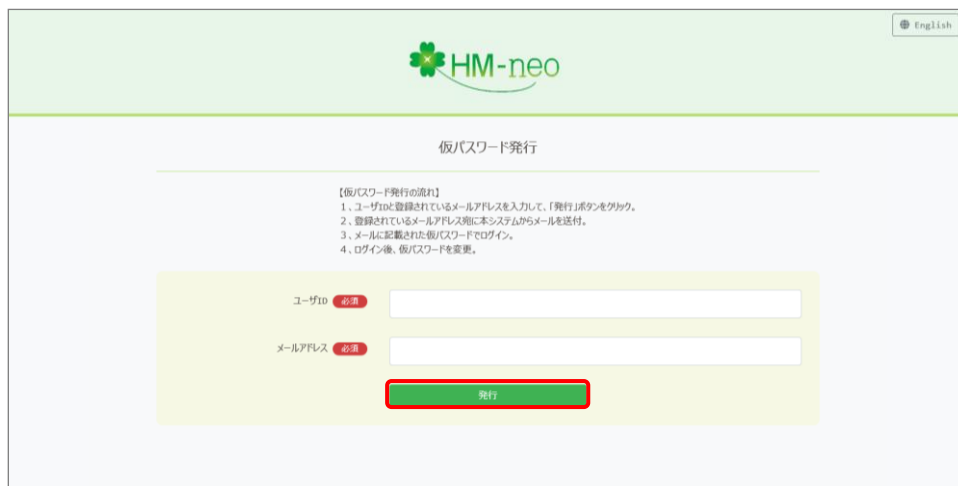 English
HM-neo
仮パスワード発行
【仮パスワード発行の流れ】
1、ユーザIDと登録されているメールアドレスを入力して、「発行」ボタンをクリック。
2、登録されているメールアドレス宛に本システムからメールを送付。
3、メールに記載された仮パスワードでログイン。
4、ログイン後、仮パスワードを変更。
ユーザID 必須
メールアドレス 必須
発行